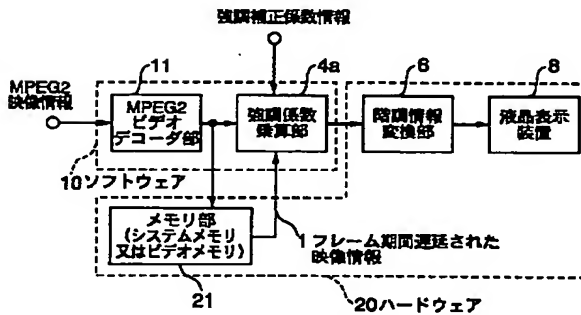 強調補正係数情報
11
4a
6
8
MPEG2
映像情報
MPEG2
ビデオ
デコーダ部
強調係数
乗算部
階調情報
変換部
液晶表示
装置
10ソフトウェア
メモリ部
(システムメモリ
又はビデオメモリ)
1フレーム期間遅延された
映像情報
21
20ハードウェア